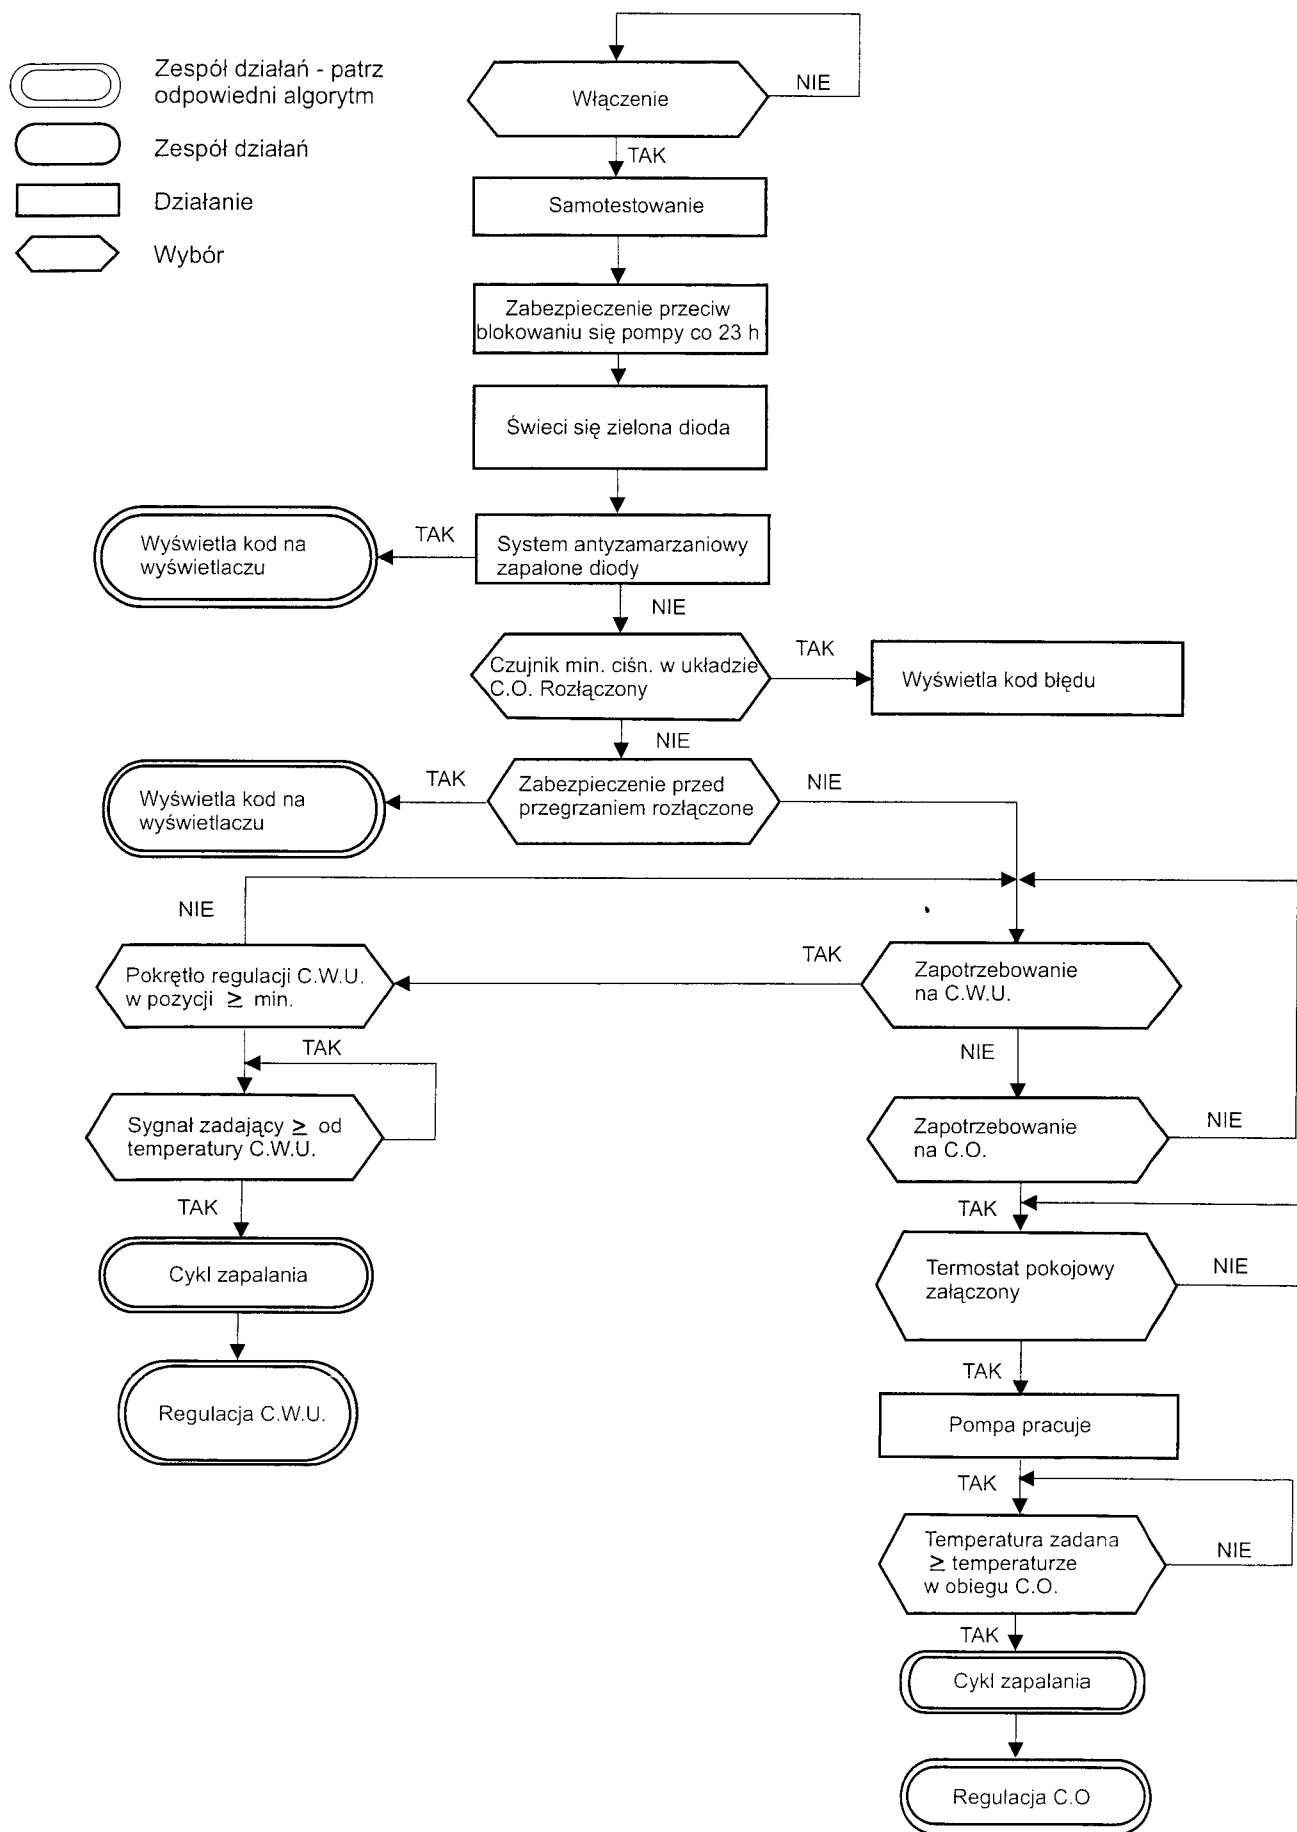 Zespół działań - patrz
odpowiedni algorytm
Zespół działań
Działanie
Wybór
Włączenie
NIE
TAK
Samotestowanie
Zabezpieczenie przeciw
blokowaniu się pompy co 23 h
Świeci się zielona dioda
System antyzamarzaniowy
zapalone diody
TAK
Wyświetla kod na
wyświetlaczu
NIE
Czujnik min. ciśn. w układzie
C.O. Rozłączony
TAK
Wyświetla kod błędu
NIE
Zabezpieczenie przed
przegrzaniem rozłączone
TAK
Wyświetla kod na
wyświetlaczu
NIE
NIE
Pokrętło regulacji C.W.U.
w pozycji ≥ min.
TAK
Zapotrzebowanie
na C.W.U.
TAK
NIE
Sygnał zadający ≥ od
temperatury C.W.U.
Zapotrzebowanie
na C.O.
NIE
TAK
TAK
Cykl zapalania
Termostat pokojowy
załączony
NIE
Regulacja C.W.U.
TAK
Pompa pracuje
TAK
Temperatura zadana
≥ temperaturze
w obiegu C.O.
NIE
TAK
Cykl zapalania
Regulacja C.O